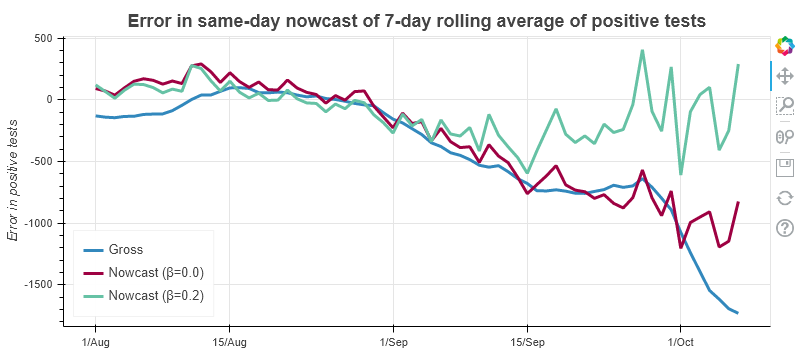 Error in same-day nowcast of 7-day rolling average of positive tests
500
0
-500
-1000
-1500
Error in positive tests
Gross
Nowcast (β=0.0)
Nowcast (β=0.2)
1/Aug
15/Aug
1/Sep
15/Sep
1/Oct